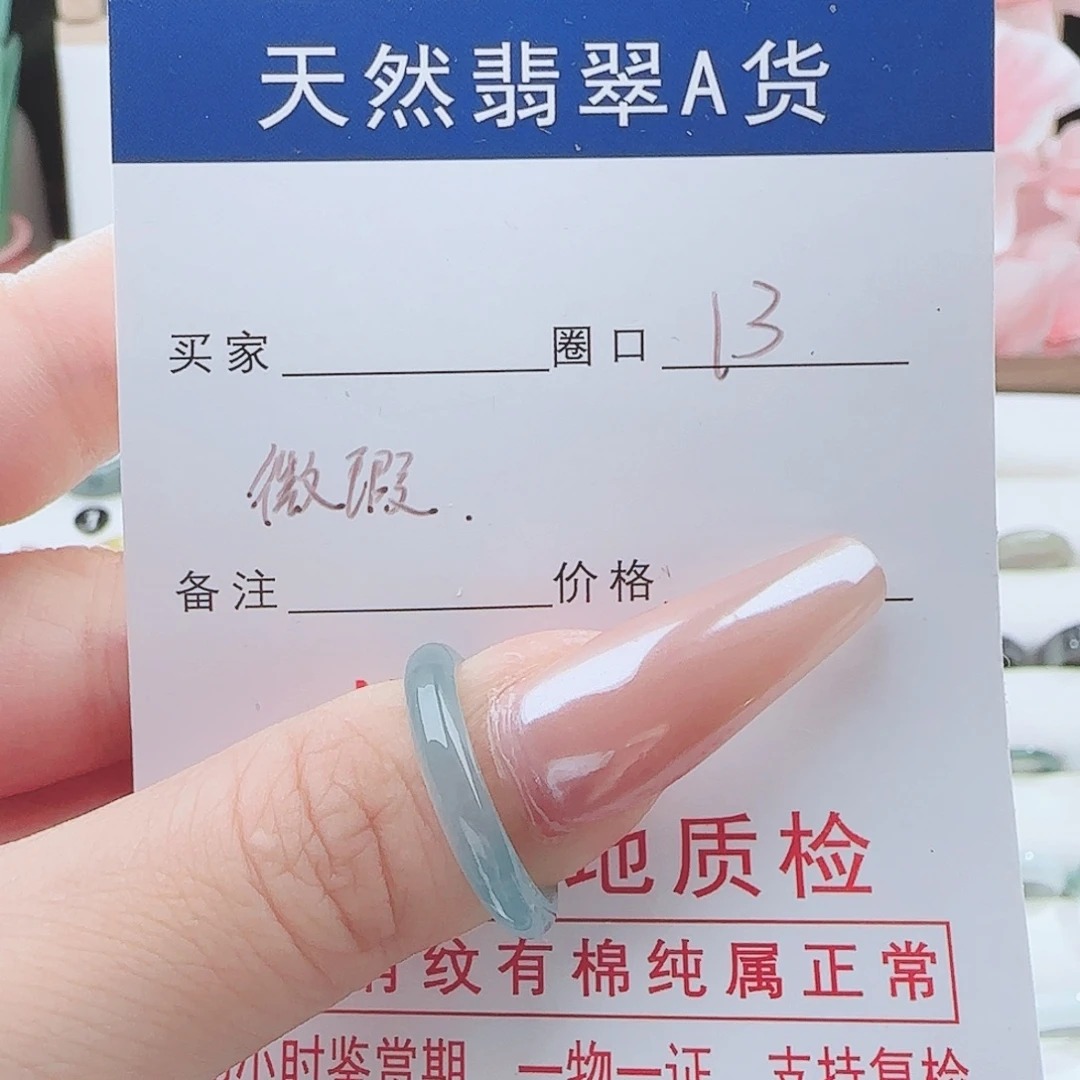 天然翡翠A货
买家 圈口 13
微瑕.
备注 价格
地质检
有纹有棉纯属正常
小时鉴赏期 一物一证 支持复检